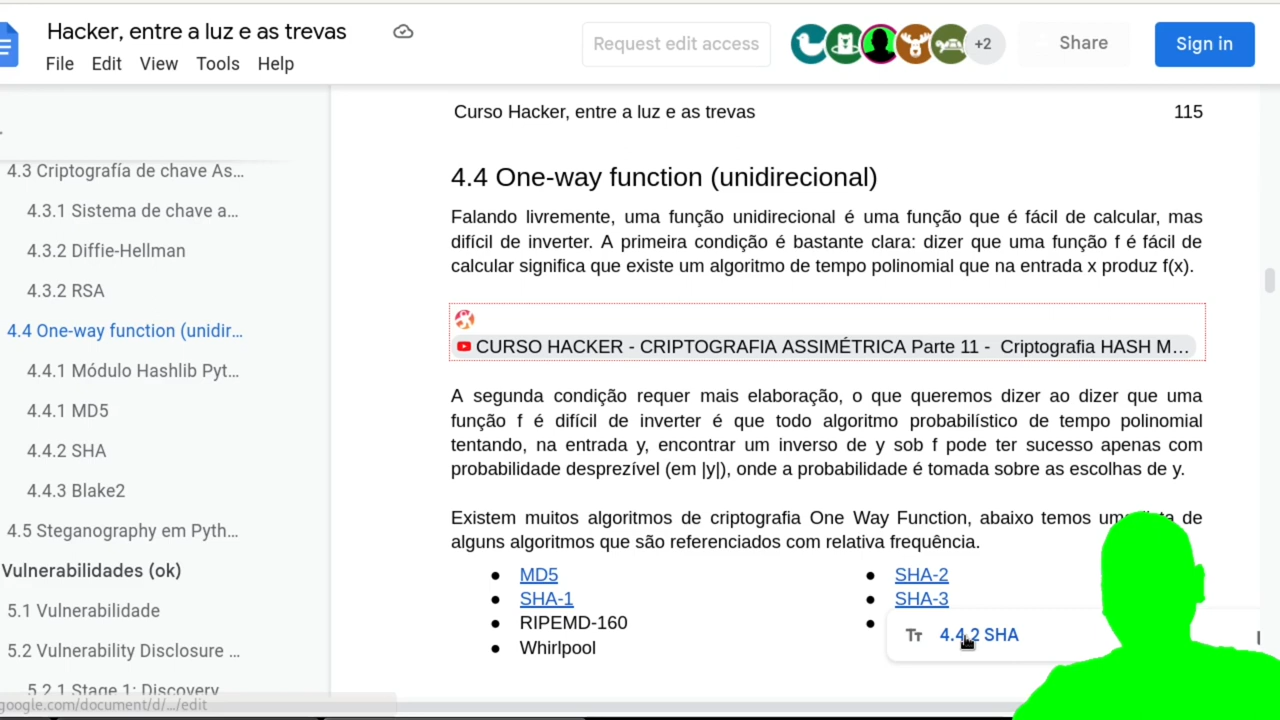 Hacker, entre a luz e as trevas
Request edit access
+2
Share
Sign in
File Edit View Tools Help
4.3 Criptografía de chave As...
4.3.1 Sistema de chave a...
4.3.2 Diffie-Hellman
4.3.2 RSA
4.4 One-way function (unidir...
4.4.1 Módulo Hashlib Pyt...
4.4.1 MD5
4.4.2 SHA
4.4.3 Blake2
4.5 Steganography em Pyth...
Vulnerabilidades (ok)
5.1 Vulnerabilidade
5.2 Vulnerability Disclosure ...
5.2.1 Stage 1: Discovery
google.com/document/d/.../edit
Curso Hacker, entre a luz e as trevas 115
4.4 One-way function (unidirecional)
Falando livremente, uma função unidirecional é uma função que é fácil de calcular, mas
difícil de inverter. A primeira condição é bastante clara: dizer que uma função f é fácil de
calcular significa que existe um algoritmo de tempo polinomial que na entrada x produz f(x).
CURSO HACKER - CRIPTOGRAFIA ASSIMÉTRICA Parte 11 - Criptografia HASH M...
A segunda condição requer mais elaboração, o que queremos dizer ao dizer que uma
função f é difícil de inverter é que todo algoritmo probabilístico de tempo polinomial
tentando, na entrada y, encontrar um inverso de y sob f pode ter sucesso apenas com
probabilidade desprezível (em |y|), onde a probabilidade é tomada sobre as escolhas de y.
Existem muitos algoritmos de criptografia One Way Function, abaixo temos uma de
alguns algoritmos que são referenciados com relativa frequência.
● MD5
● SHA-1
● RIPEMD-160
● Whirlpool
● SHA-2
● SHA-3
●
Tт 4.4.2 SHA